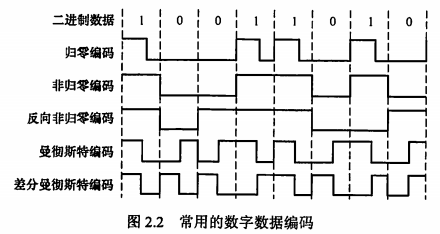 二进制数据 1 0 0 1 1 0 1 0
归零编码
非归零编码
反向非归零编码
曼彻斯特编码
差分曼彻斯特编码
图 2.2 常用的数字数据编码